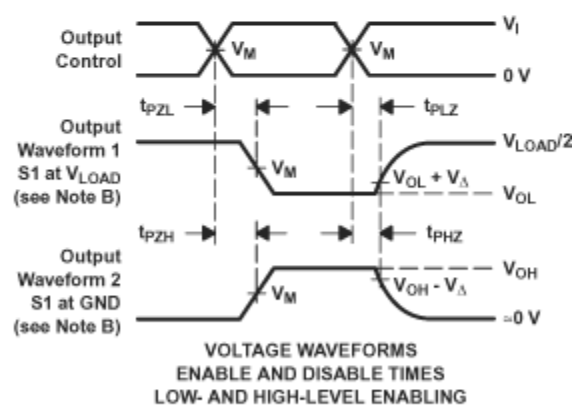 Output
Control
V_M
V_M
V_I
0 V
t_PZL
t_PLZ
Output
Waveform 1
S1 at V_LOAD
(see Note B)
V_M
V_LOAD/2
V_OL + V_Δ
V_OL
t_PZH
t_PHZ
Output
Waveform 2
S1 at GND
(see Note B)
V_M
V_OH
V_OH - V_Δ
≈0 V
VOLTAGE WAVEFORMS
ENABLE AND DISABLE TIMES
LOW- AND HIGH-LEVEL ENABLING